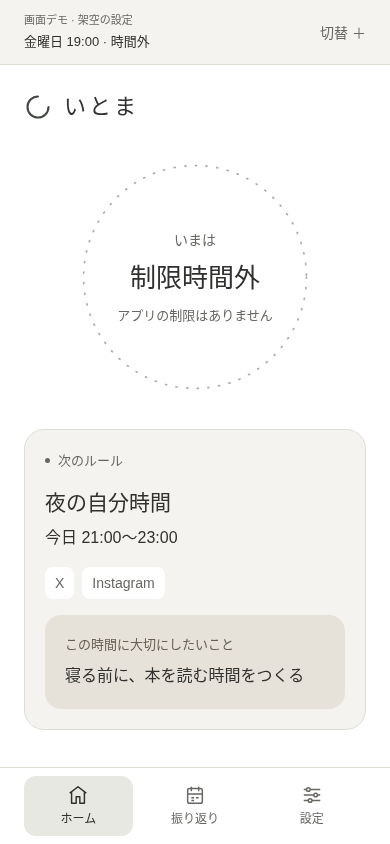 画面デモ · 架空の設定
金曜日 19:00 · 時間外
切替 ＋
いとま
いまは
制限時間外
アプリの制限はありません
次のルール
夜の自分時間
今日 21:00〜23:00
X
Instagram
この時間に大切にしたいこと
寝る前に、本を読む時間をつくる
ホーム
振り返り
設定